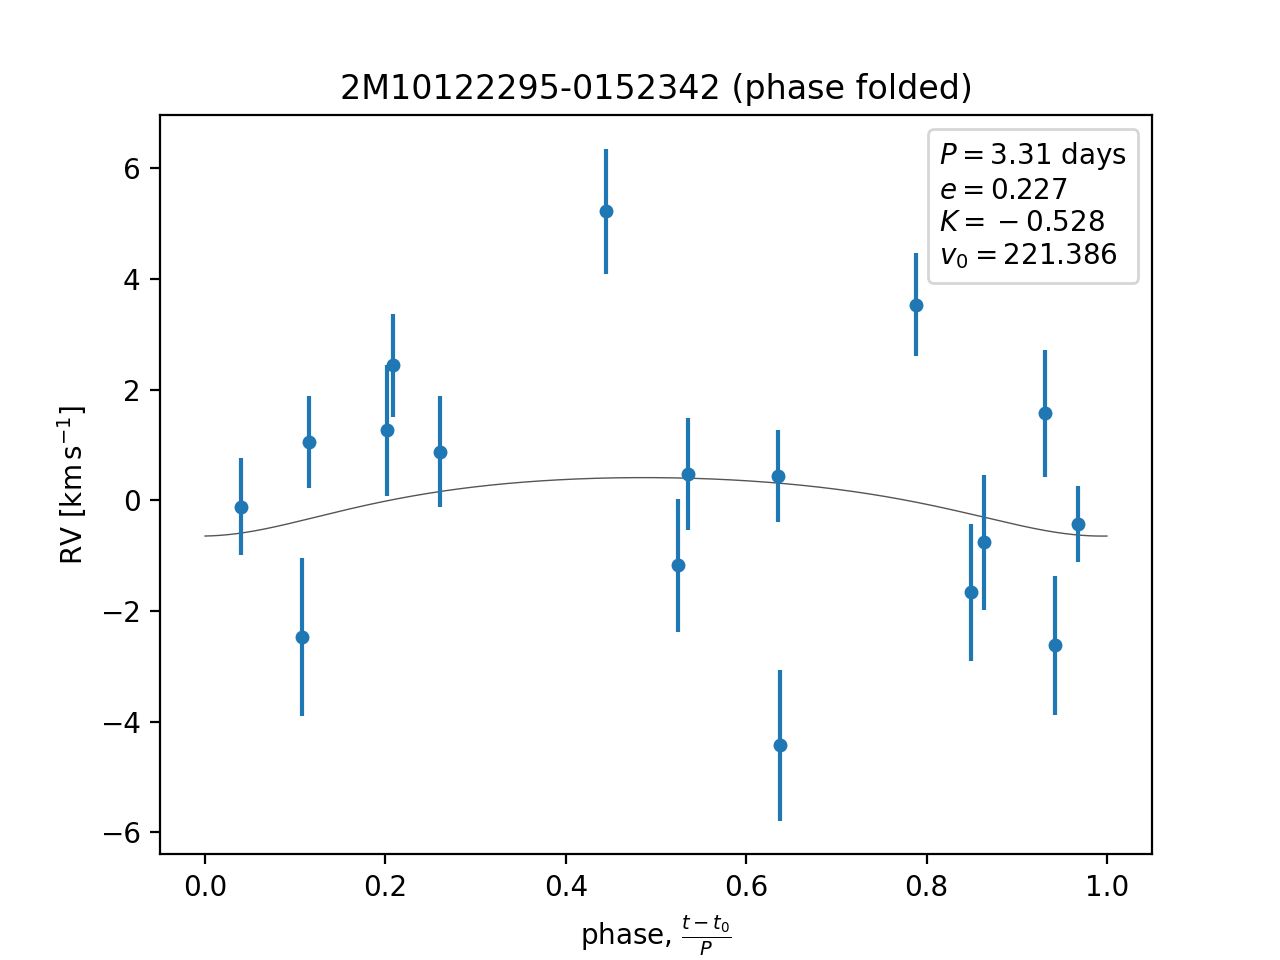 2M10122295-0152342 (phase folded)
P = 3.31 days
e = 0.227
K = −0.528
v₀ = 221.386
6
4
2
0
−2
−4
−6
RV [km s⁻¹]
0.0 0.2 0.4 0.6 0.8 1.0
phase, (t − t₀)/P